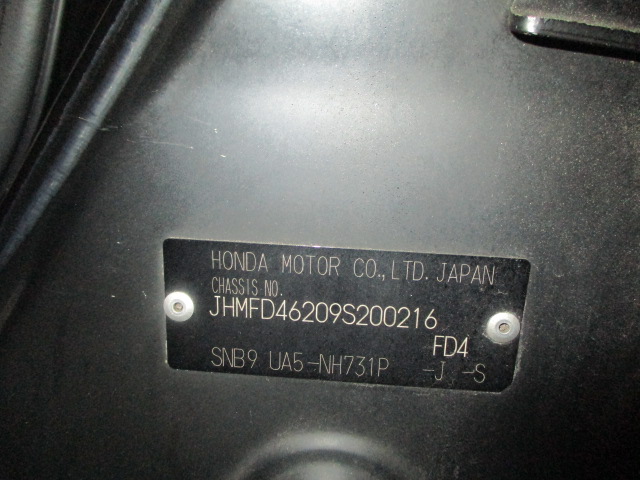 HONDA MOTOR CO.,LTD. JAPAN
CHASSIS NO.
JHMFD46209S200216
FD4
SNB9 UA5-NH731P -J -S